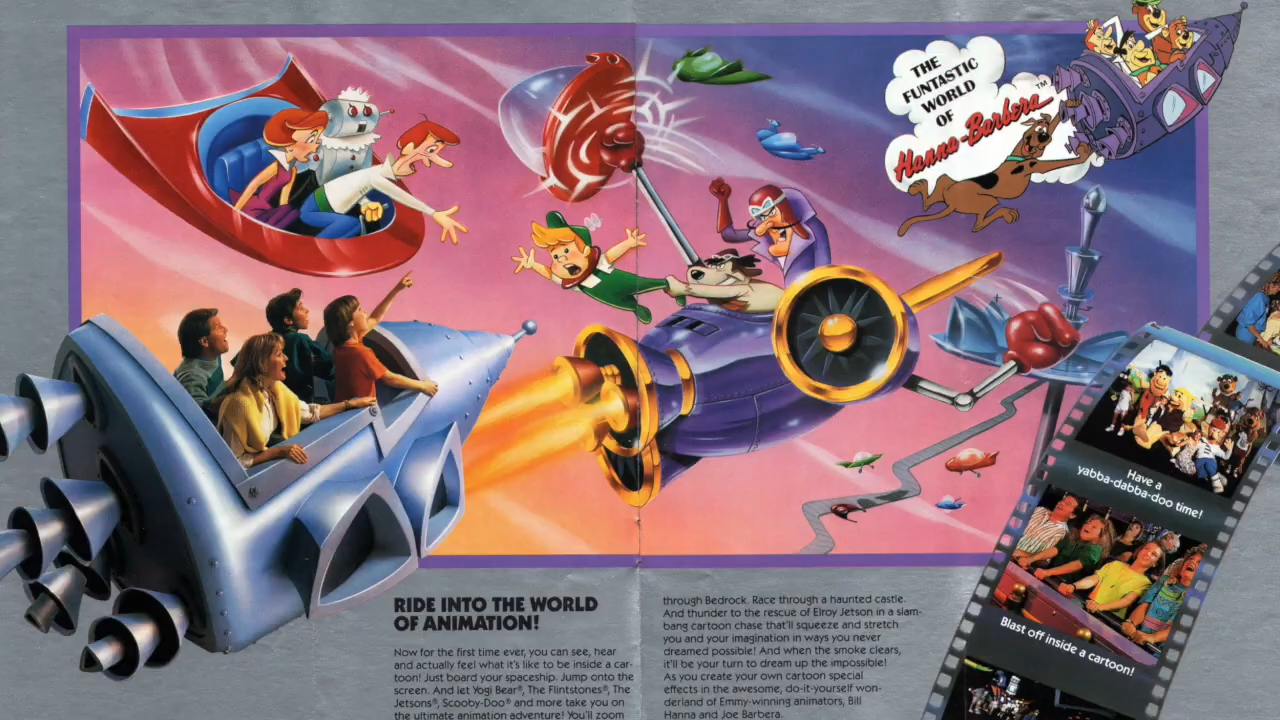 THE
FUNTASTIC
WORLD
OF
Hanna-Barbera™
RIDE INTO THE WORLD
OF ANIMATION!
Now for the first time ever, you can see, hear
and actually feel what it's like to be inside a car-
toon! Just board your spaceship. Jump onto the
screen. And let Yogi Bear®, The Flintstones®, The
Jetsons®, Scooby-Doo® and more take you on
the ultimate animation adventure! You'll zoom
through Bedrock. Race through a haunted castle.
And thunder to the rescue of Elroy Jetson in a slam-
bang cartoon chase that'll squeeze and stretch
you and your imagination in ways you never
dreamed possible! And when the smoke clears,
it'll be your turn to dream up the impossible!
As you create your own cartoon special
effects in the awesome, do-it-yourself won-
derland of Emmy-winning animators, Bill
Hanna and Joe Barbera.
Have a
yabba-dabba-doo time!
Blast off inside a cartoon!